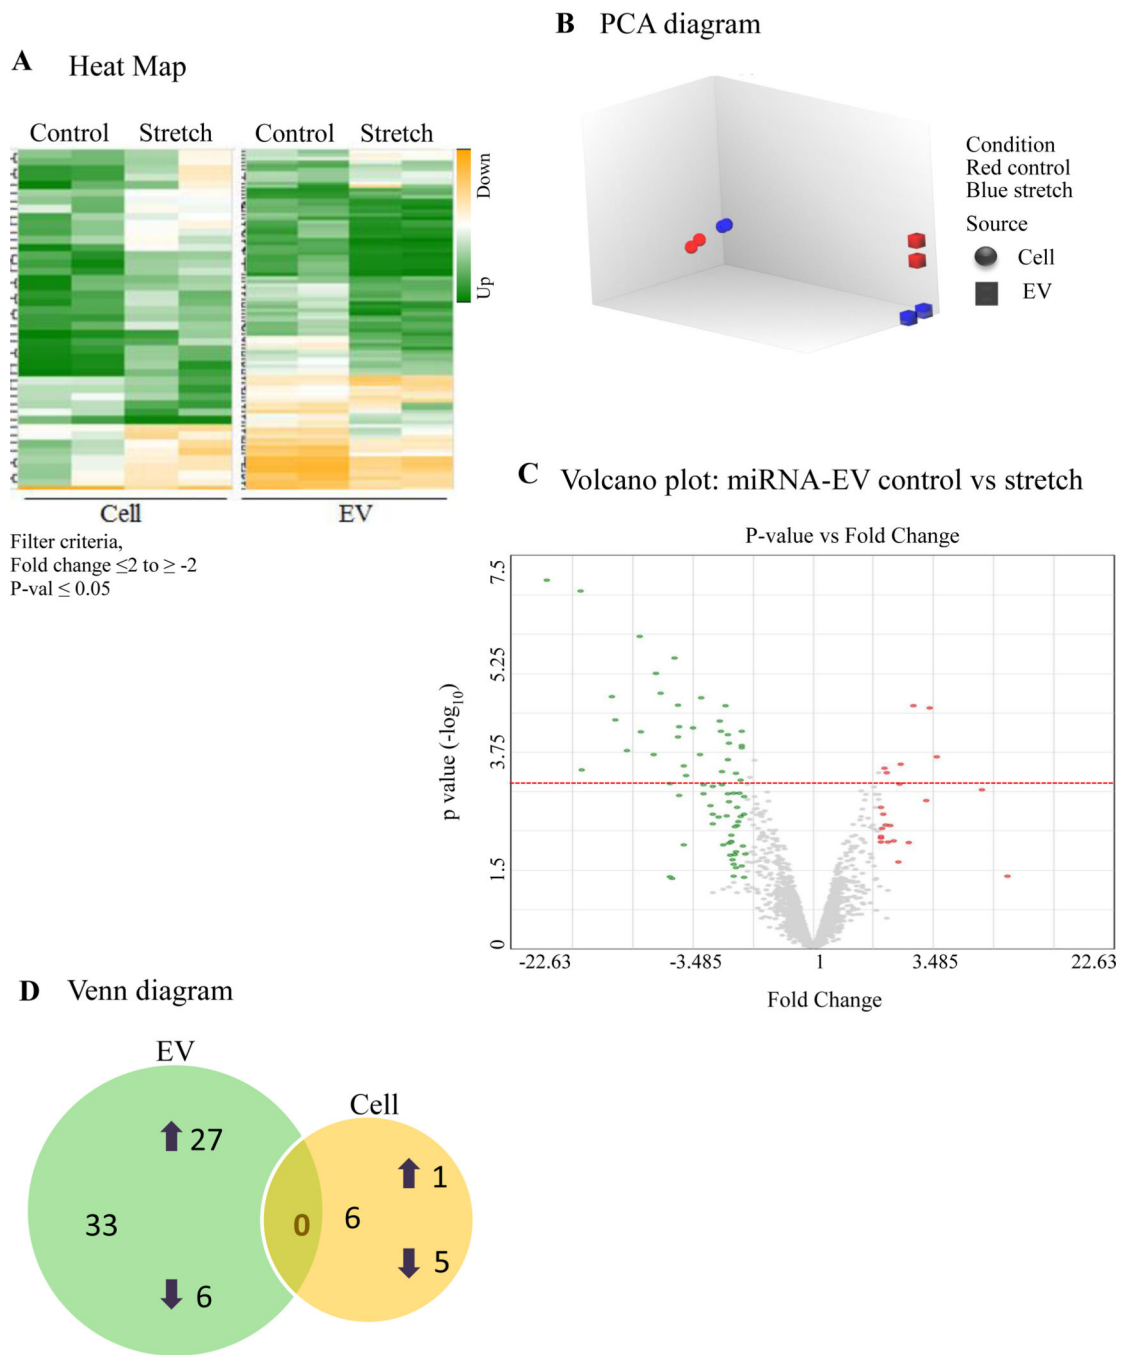 A Heat Map
Control Stretch Control Stretch
Down
Up
Cell EV
Filter criteria,
Fold change ≤2 to ≥ -2
P-val ≤ 0.05
B PCA diagram
Condition
Red control
Blue stretch
Source
Cell
EV
C Volcano plot: miRNA-EV control vs stretch
P-value vs Fold Change
p value (-log10)
7.5
5.25
3.75
1.5
0
-22.63 -3.485 1 3.485 22.63
Fold Change
D Venn diagram
EV
Cell
27
1
33
0
6
5
6